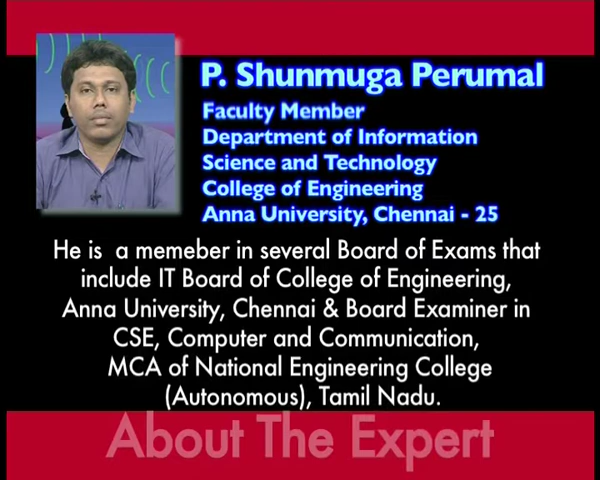 P. Shunmuga Perumal
Faculty Member
Department of Information
Science and Technology
College of Engineering
Anna University, Chennai - 25
He is a memeber in several Board of Exams that
include IT Board of College of Engineering,
Anna University, Chennai & Board Examiner in
CSE, Computer and Communication,
MCA of National Engineering College
(Autonomous), Tamil Nadu.
About The Expert